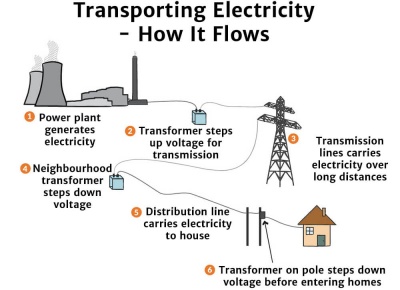 Transporting Electricity
- How It Flows
1 Power plant
generates
electricity
2 Transformer steps
up voltage for
transmission
3 Transmission
lines carries
electricity over
long distances
4 Neighbourhood
transformer
steps down
voltage
5 Distribution line
carries electricity
to house
6 Transformer on pole steps down
voltage before entering homes